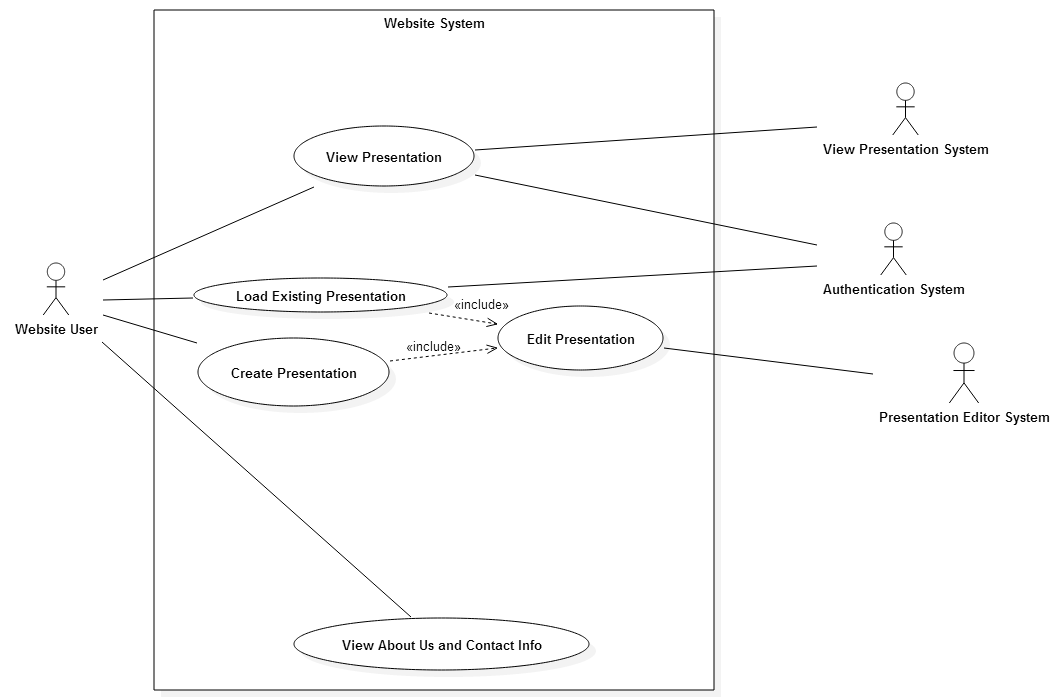 Website System
View Presentation
View Presentation System
Website User
Load Existing Presentation
«include»
Authentication System
Edit Presentation
«include»
Create Presentation
Presentation Editor System
View About Us and Contact Info